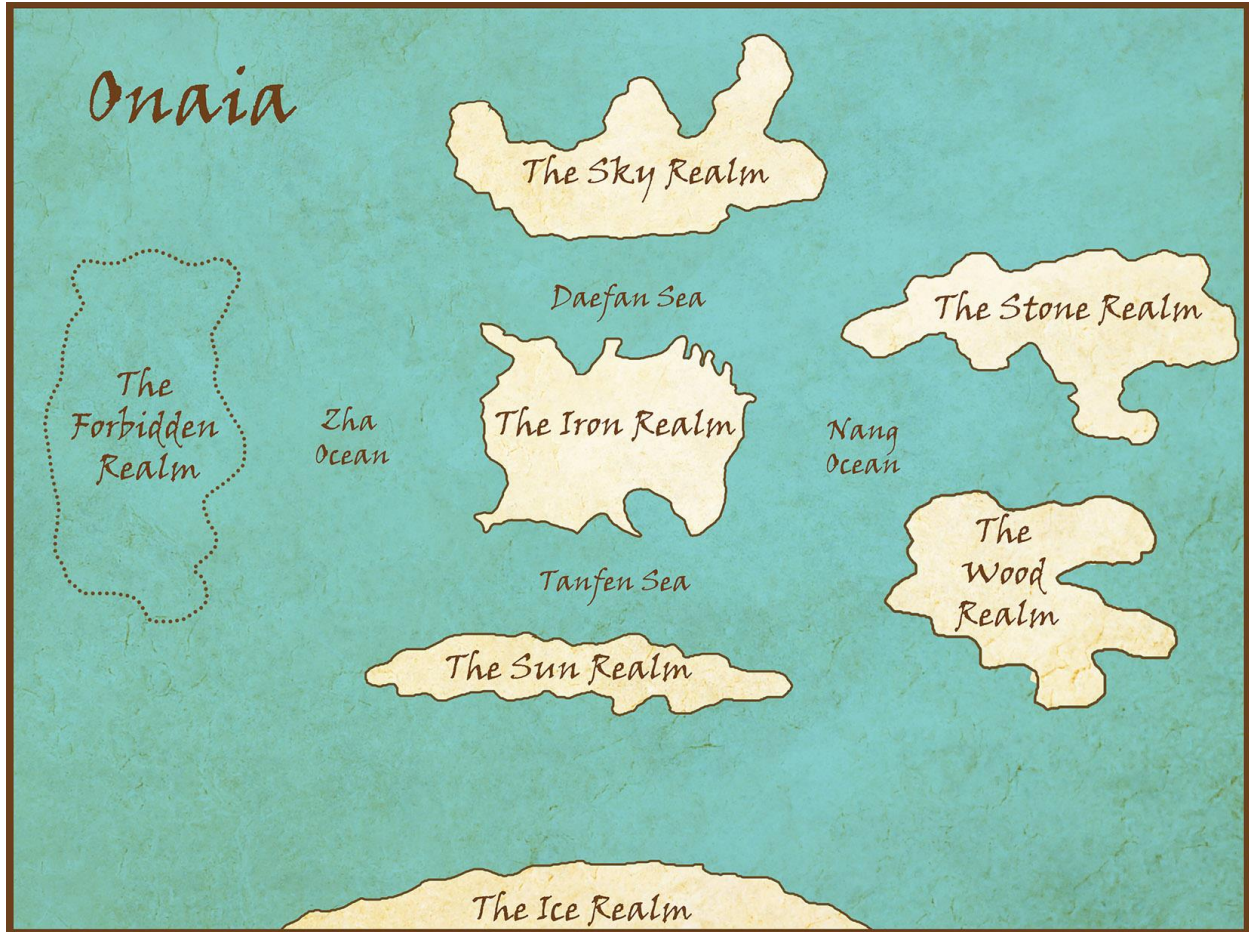 Onaia
The Sky Realm
Daefan Sea
The Stone Realm
The
Forbidden
Realm
Zha
Ocean
The Iron Realm
Nang
Ocean
The
Wood
Realm
Tanfen Sea
The Sun Realm
The Ice Realm